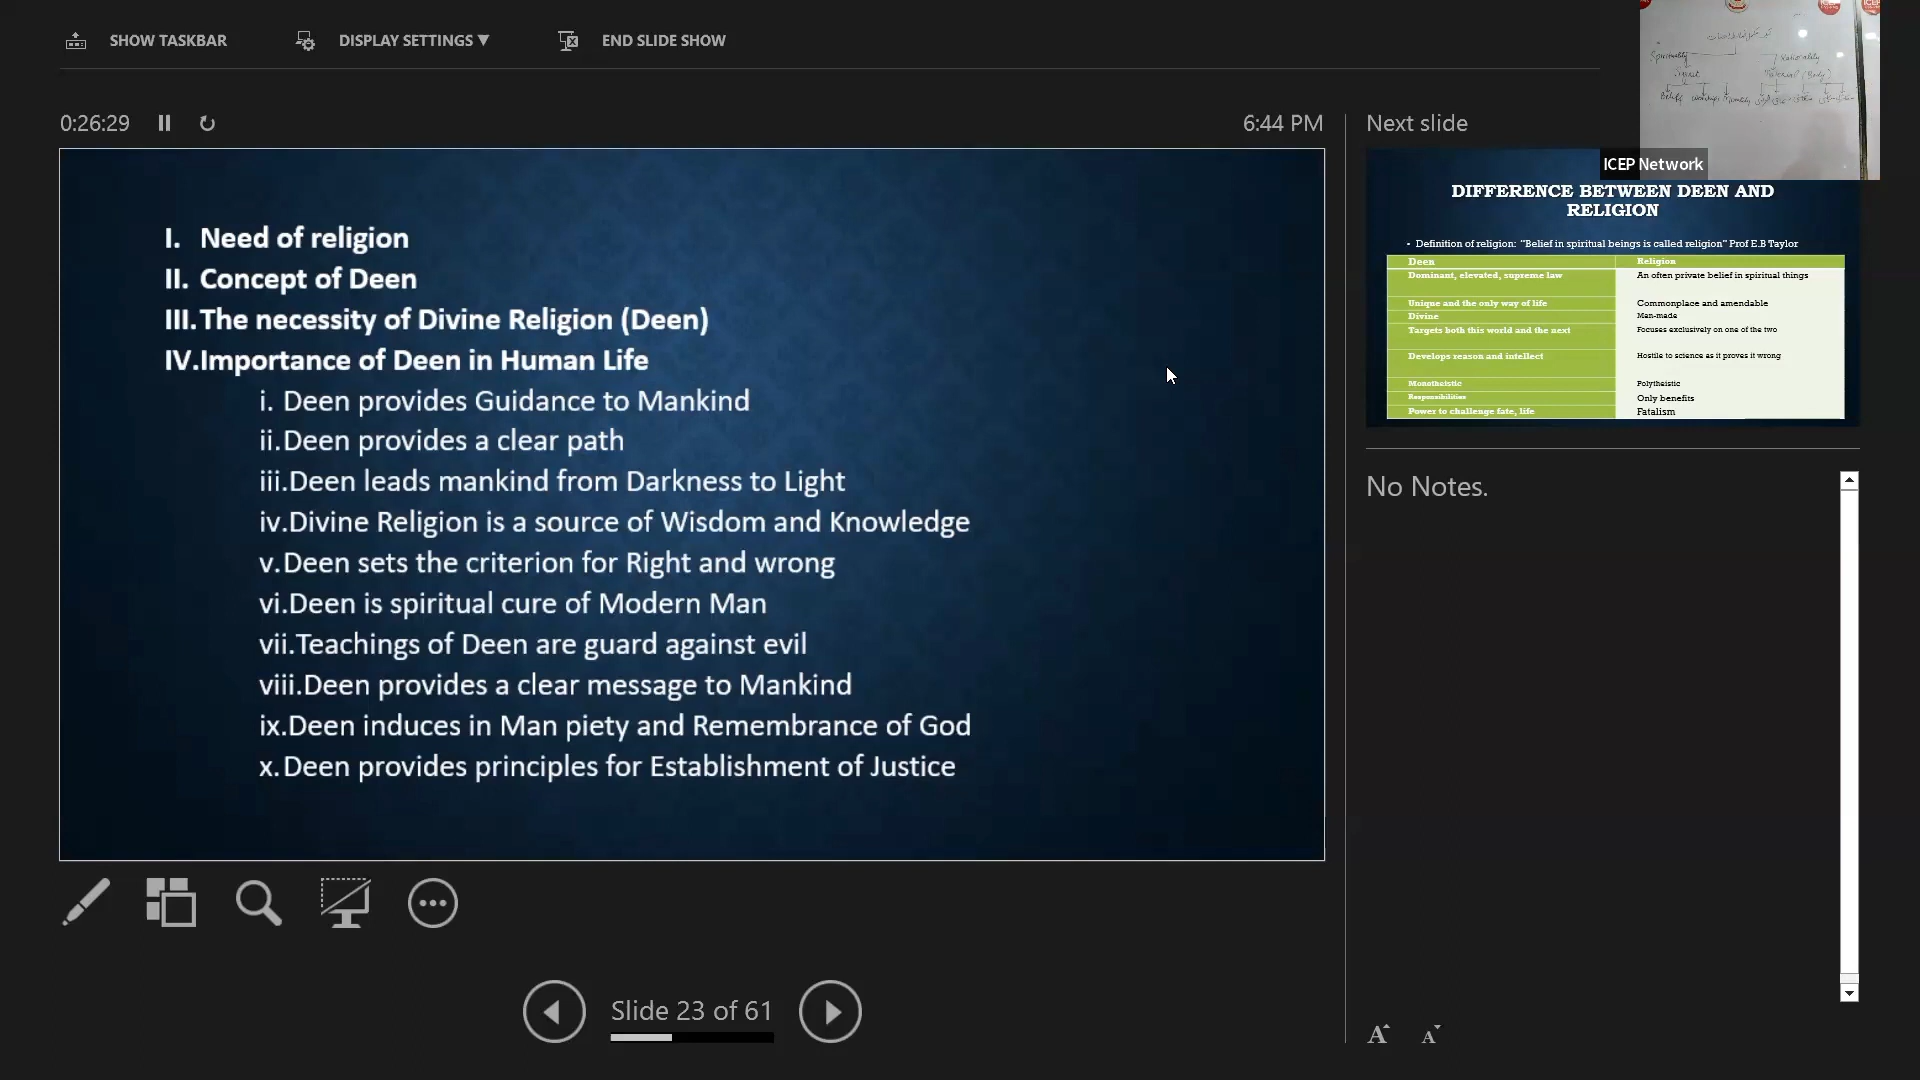 SHOW TASKBAR
DISPLAY SETTINGS ▼
END SLIDE SHOW
0:26:29
6:44 PM
I. Need of religion
II. Concept of Deen
III.The necessity of Divine Religion (Deen)
IV.Importance of Deen in Human Life
i. Deen provides Guidance to Mankind
ii.Deen provides a clear path
iii.Deen leads mankind from Darkness to Light
iv.Divine Religion is a source of Wisdom and Knowledge
v.Deen sets the criterion for Right and wrong
vi.Deen is spiritual cure of Modern Man
vii.Teachings of Deen are guard against evil
viii.Deen provides a clear message to Mankind
ix.Deen induces in Man piety and Remembrance of God
x.Deen provides principles for Establishment of Justice
Slide 23 of 61
Next slide
Spirituality
Rationality
Spirit
(Body)
ICEP Network
DIFFERENCE BETWEEN DEEN AND
RELIGION
• Definition of religion: "Belief in spiritual beings is called religion" Prof E.B Taylor
Deen Religion
Dominant, elevated, supreme law An often private belief in spiritual things
Unique and the only way of life Commonplace and amendable
Divine Man-made
Targets both this world and the next Focuses exclusively on one of the two
Develops reason and intellect Hostile to science as it proves it wrong
Monotheistic Polytheistic
Responsibilities Only benefits
Power to challenge fate, life Fatalism
No Notes.
A A